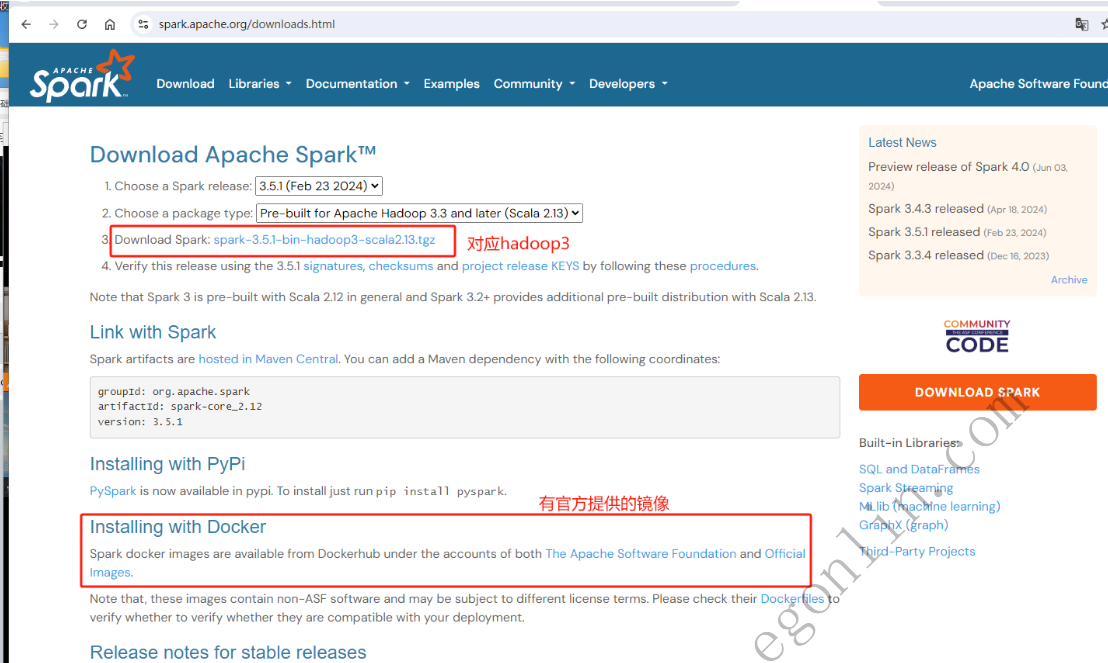 spark.apache.org/downloads.html
APACHE
Spark™
Download Libraries Documentation Examples Community Developers Apache Software Found
Download Apache Spark™
1. Choose a Spark release: 3.5.1 (Feb 23 2024)
2. Choose a package type: Pre-built for Apache Hadoop 3.3 and later (Scala 2.13)
3. Download Spark: spark-3.5.1-bin-hadoop3-scala2.13.tgz
对应hadoop3
4. Verify this release using the 3.5.1 signatures, checksums and project release KEYS by following these procedures.
Note that Spark 3 is pre-built with Scala 2.12 in general and Spark 3.2+ provides additional pre-built distribution with Scala 2.13.
Link with Spark
Spark artifacts are hosted in Maven Central. You can add a Maven dependency with the following coordinates:
groupId: org.apache.spark
artifactId: spark-core_2.12
version: 3.5.1
Installing with PyPi
PySpark is now available in pypi. To install just run pip install pyspark.
有官方提供的镜像
Installing with Docker
Spark docker images are available from Dockerhub under the accounts of both The Apache Software Foundation and Official
Images.
Note that, these images contain non-ASF software and may be subject to different license terms. Please check their Dockerfiles to
verify whether to verify whether they are compatible with your deployment.
Release notes for stable releases
Latest News
Preview release of Spark 4.0 (Jun 03,
2024)
Spark 3.4.3 released (Apr 18, 2024)
Spark 3.5.1 released (Feb 23, 2024)
Spark 3.3.4 released (Dec 16, 2023)
Archive
COMMUNITY
CODE
DOWNLOAD SPARK
Built-in Libraries:
SQL and DataFrames
Spark Streaming
MLlib (machine learning)
GraphX (graph)
Third-Party Projects
egonlin.com